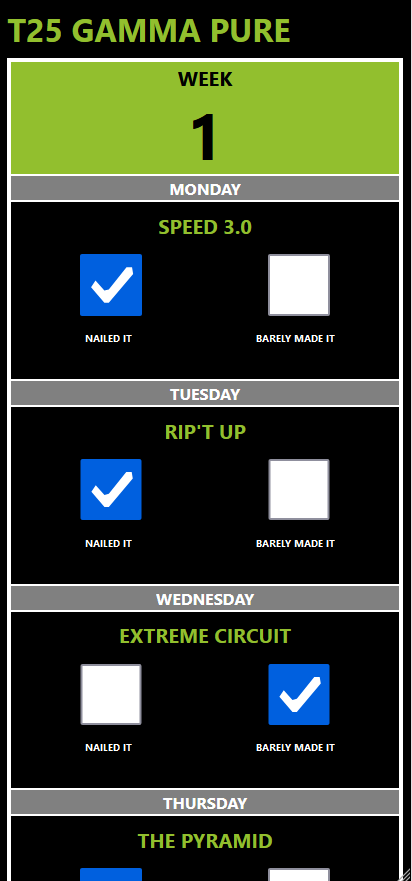 T25 GAMMA PURE
WEEK
1
MONDAY
SPEED 3.0
NAILED IT BARELY MADE IT
TUESDAY
RIP'T UP
NAILED IT BARELY MADE IT
WEDNESDAY
EXTREME CIRCUIT
NAILED IT BARELY MADE IT
THURSDAY
THE PYRAMID